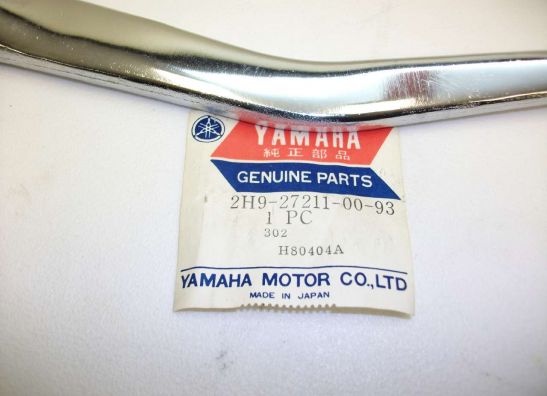 YAMAHA
純正部品
GENUINE PARTS
2H9-27211-00-93
1 PC
302
H80404A
YAMAHA MOTOR CO.,LTD
MADE IN JAPAN